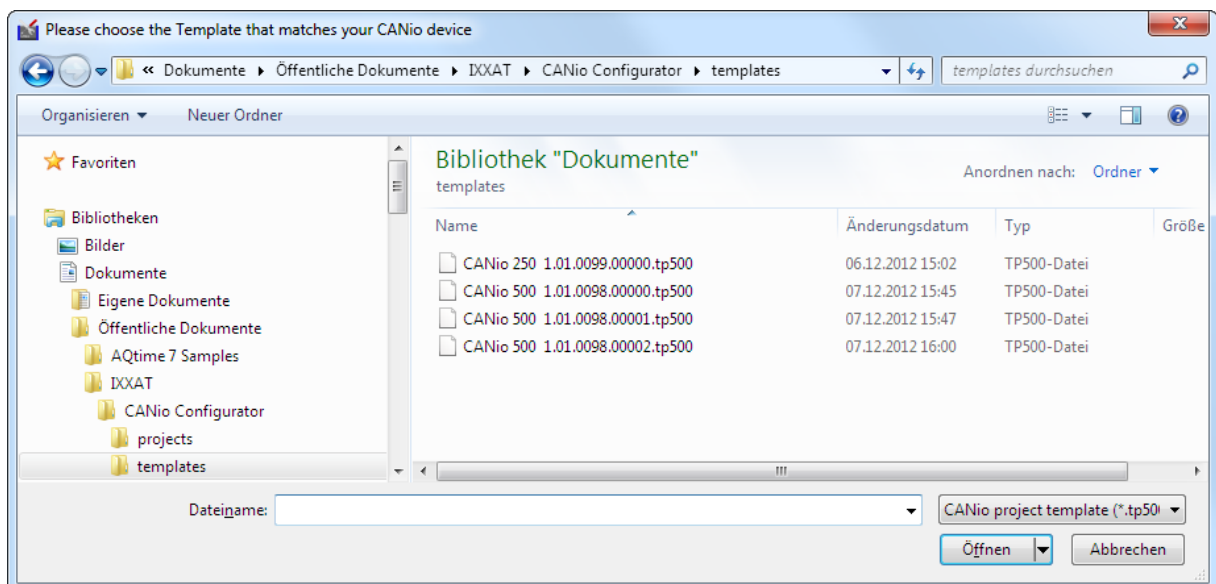 Please choose the Template that matches your CANio device
« Dokumente ▸ Öffentliche Dokumente ▸ IXXAT ▸ CANio Configurator ▸ templates
templates durchsuchen
Organisieren
Neuer Ordner
Favoriten
Bibliotheken
Bilder
Dokumente
Eigene Dokumente
Öffentliche Dokumente
AQtime 7 Samples
IXXAT
CANio Configurator
projects
templates
Bibliothek "Dokumente"
templates
Anordnen nach: Ordner
Name Änderungsdatum Typ Größe
CANio 250 1.01.0099.00000.tp500 06.12.2012 15:02 TP500-Datei
CANio 500 1.01.0098.00000.tp500 07.12.2012 15:45 TP500-Datei
CANio 500 1.01.0098.00001.tp500 07.12.2012 15:47 TP500-Datei
CANio 500 1.01.0098.00002.tp500 07.12.2012 16:00 TP500-Datei
Dateiname:
CANio project template (*.tp50
Öffnen
Abbrechen